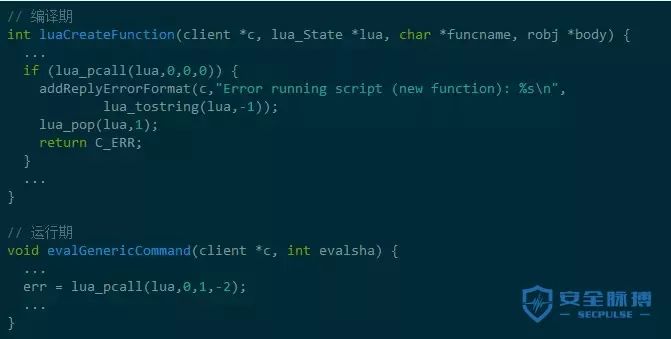 // 编译期
int luaCreateFunction(client *c, lua_State *lua, char *funcname, robj *body) {
  ...
  if (lua_pcall(lua,0,0,0)) {
    addReplyErrorFormat(c,"Error running script (new function): %s\n",
            lua_tostring(lua,-1));
    lua_pop(lua,1);
    return C_ERR;
  }
  ...
}

// 运行期
void evalGenericCommand(client *c, int evalsha) {
  ...
  err = lua_pcall(lua,0,1,-2);
  ...
}
安全脉搏
SECPULSE